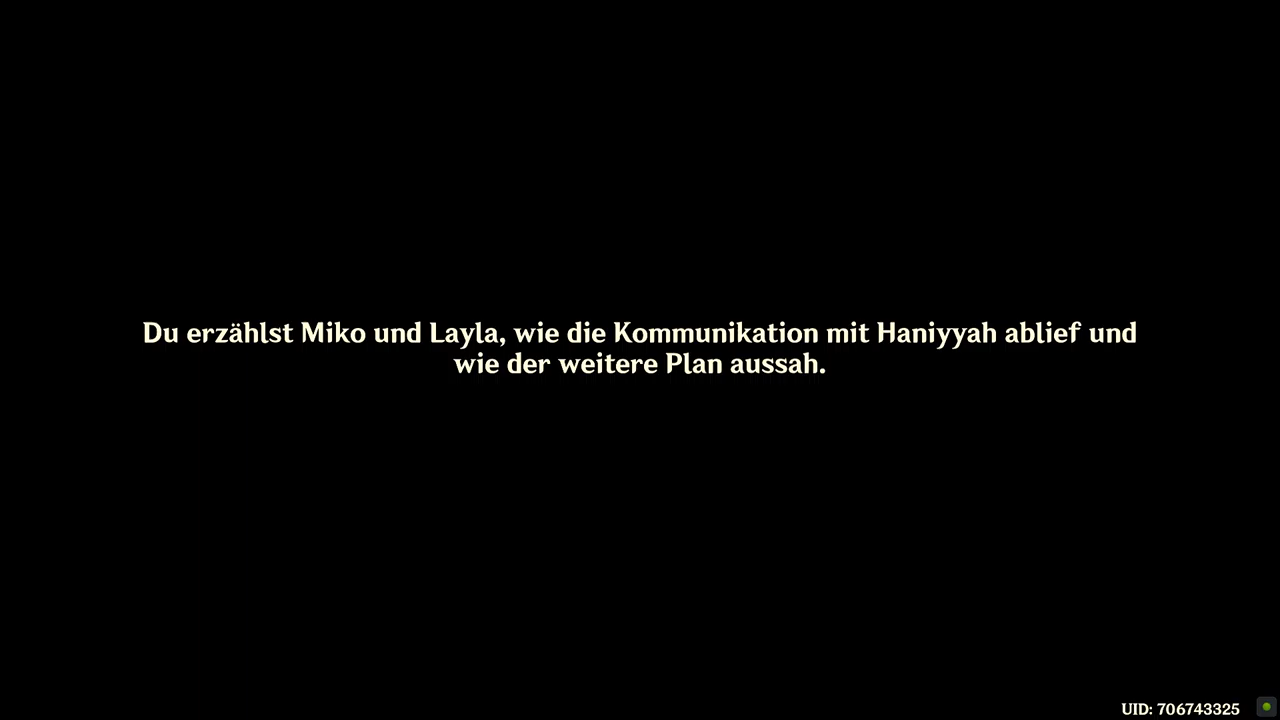 Du erzählst Miko und Layla, wie die Kommunikation mit Haniyyah ablief und
wie der weitere Plan aussah.
UID: 706743325